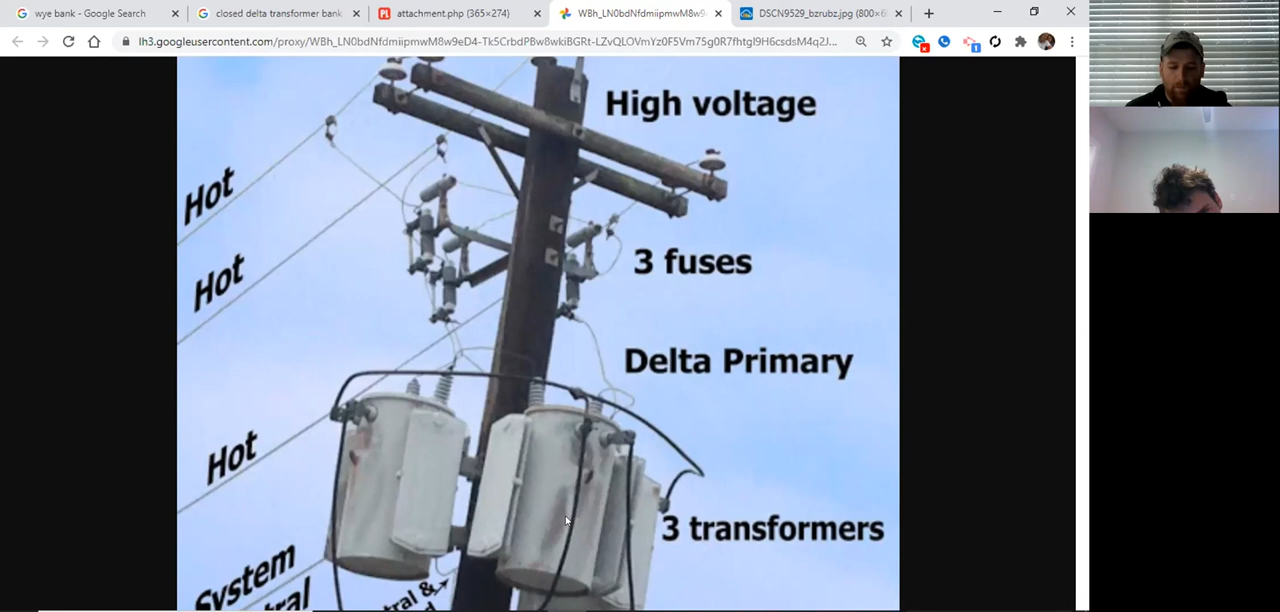 wye bank - Google Search
closed delta transformer bank
attachment.php (365×274)
WBh_LN0bdNfdmiipmwM8w9
DSCN9529_bzrubz.jpg (800×6
lh3.googleusercontent.com/proxy/WBh_LN0bdNfdmiipmwM8w9eD4-Tk5CrbdPBw8wkiBGRt-LZvQLOVmYz0F5Vm75g0R7fhtgl9H6csdsM4q2J...
High voltage
Hot
3 fuses
Hot
Delta Primary
Hot
3 transformers
System
tral &